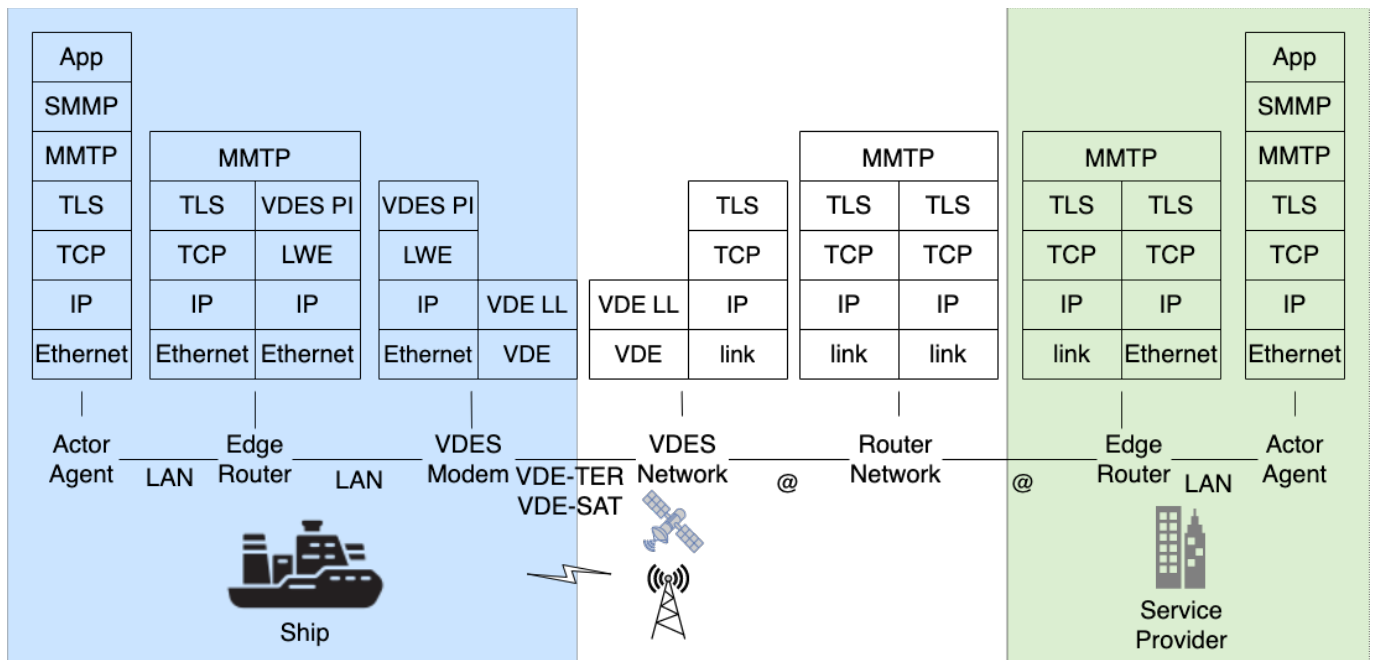 App App
SMMP SMMP
MMTP MMTP MMTP MMTP MMTP
TLS TLS VDES PI VDES PI TLS TLS TLS TLS TLS TLS
TCP TCP LWE LWE TCP TCP TCP TCP TCP TCP
IP IP IP IP VDE LL VDE LL IP IP IP IP IP IP
Ethernet Ethernet Ethernet Ethernet VDE VDE link link link link Ethernet Ethernet
Actor Edge VDES VDES Router Edge Actor
Agent LAN Router LAN Modem VDE-TER Network @ Network @ Router LAN Agent
VDE-SAT
Ship
Service
Provider